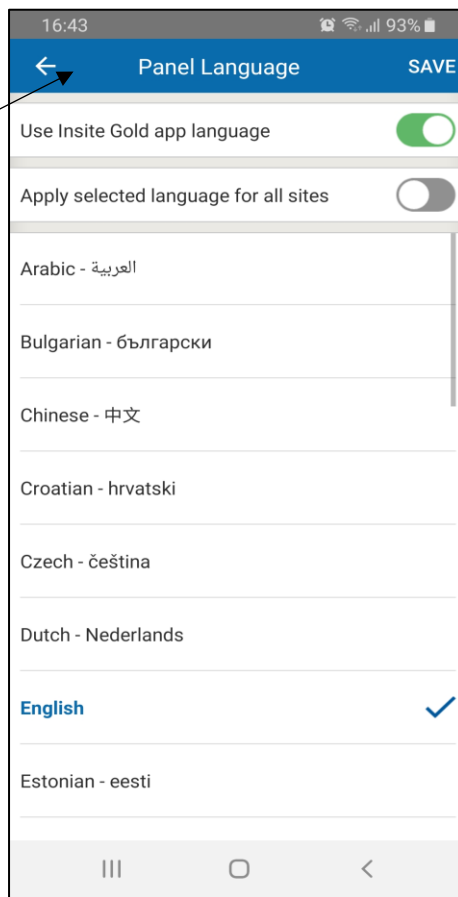 16:43 93%
Panel Language SAVE
Use Insite Gold app language
Apply selected language for all sites
Arabic - العربية
Bulgarian - български
Chinese - 中文
Croatian - hrvatski
Czech - čeština
Dutch - Nederlands
English
Estonian - eesti